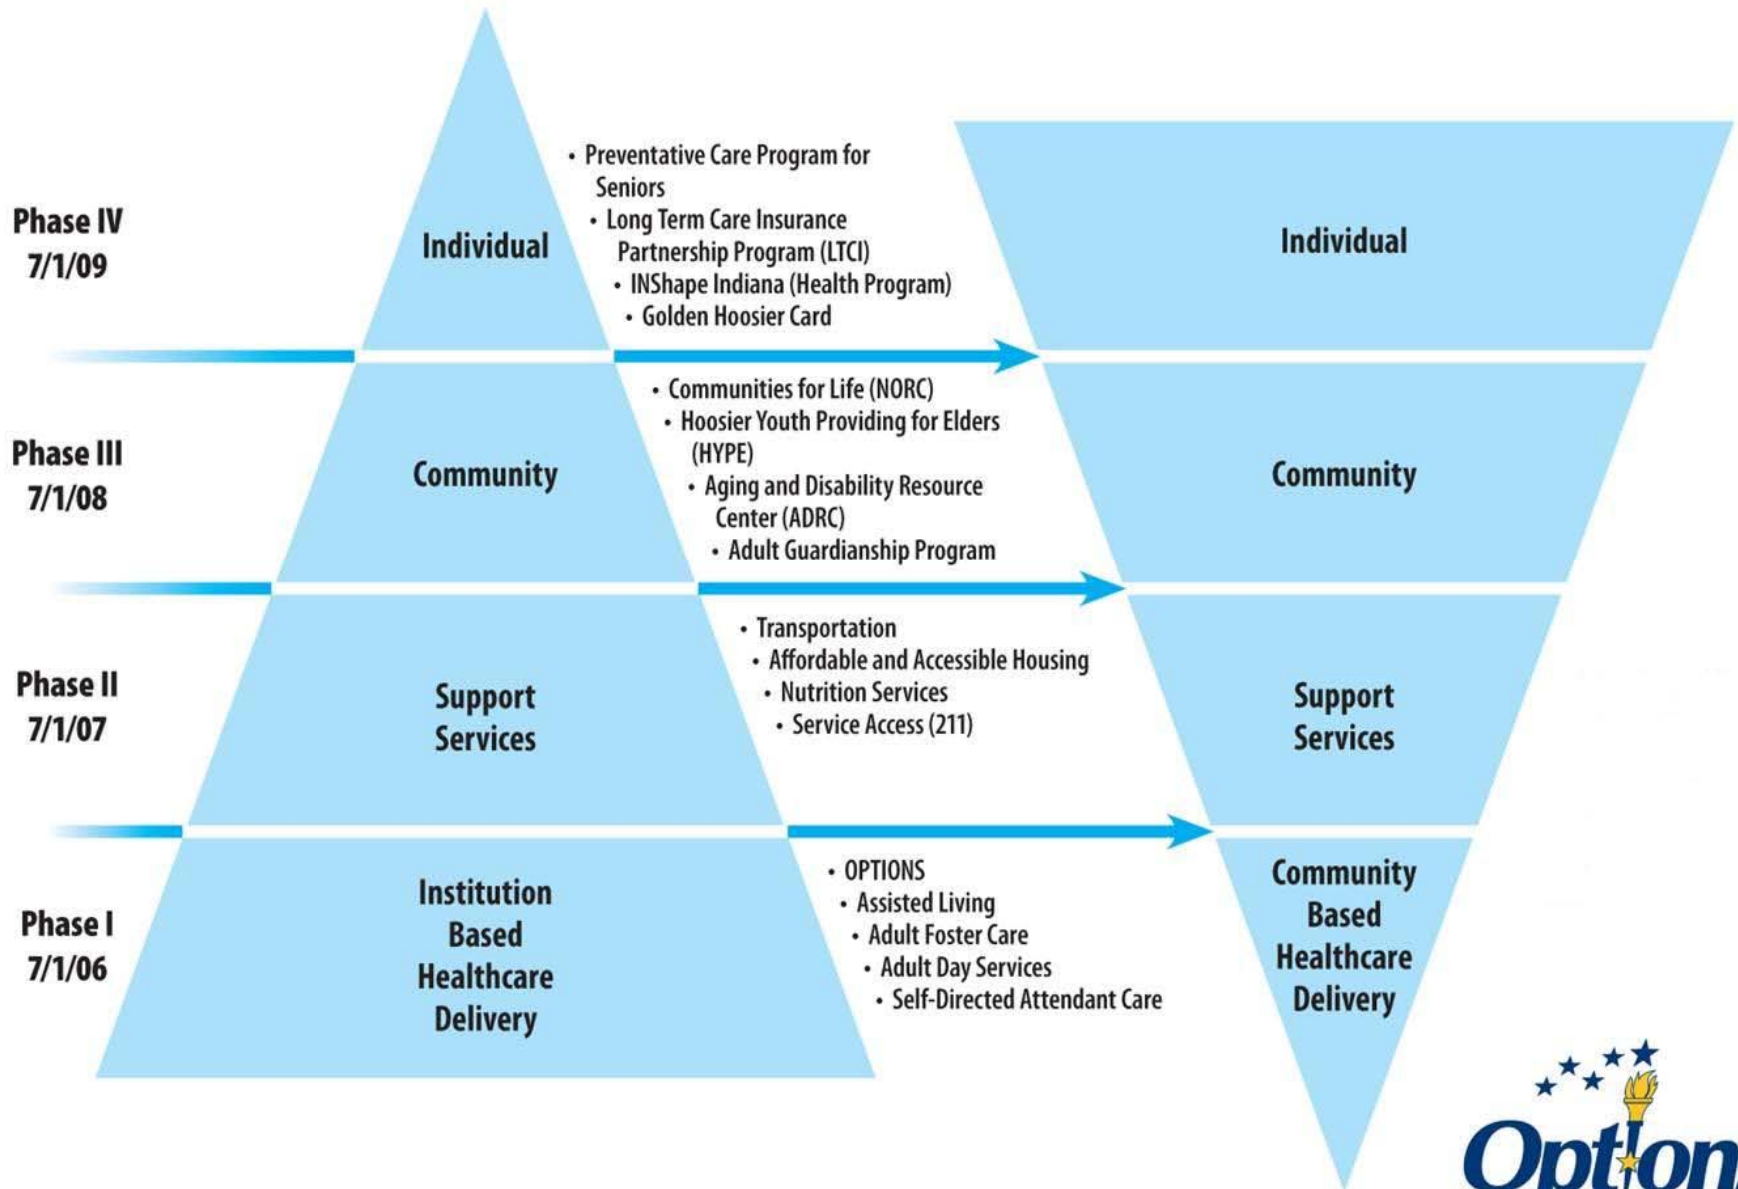 Phase IV
7/1/09
Individual
• Preventative Care Program for
Seniors
• Long Term Care Insurance
Partnership Program (LTCI)
• INShape Indiana (Health Program)
• Golden Hoosier Card
Individual
Phase III
7/1/08
Community
• Communities for Life (NORC)
• Hoosier Youth Providing for Elders
(HYPE)
• Aging and Disability Resource
Center (ADRC)
• Adult Guardianship Program
Community
Phase II
7/1/07
Support
Services
• Transportation
• Affordable and Accessible Housing
• Nutrition Services
• Service Access (211)
Support
Services
Phase I
7/1/06
Institution
Based
Healthcare
Delivery
• OPTIONS
• Assisted Living
• Adult Foster Care
• Adult Day Services
• Self-Directed Attendant Care
Community
Based
Healthcare
Delivery
Option